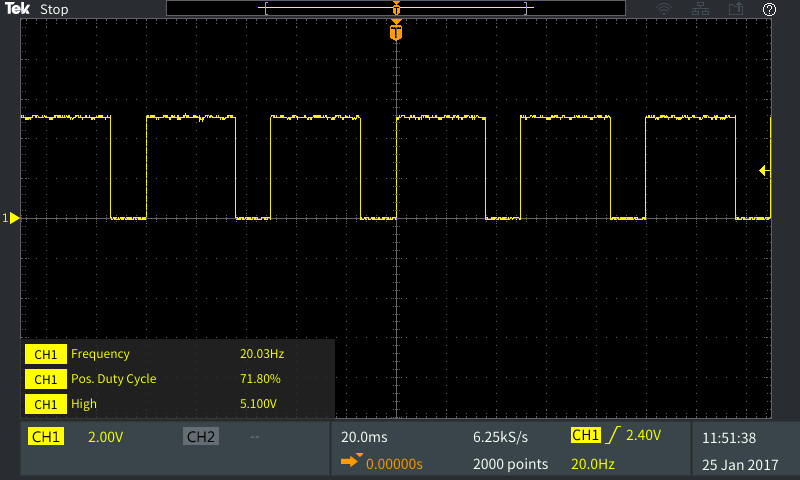 Tek Stop
T
T
1
CH1 Frequency 20.03Hz
CH1 Pos. Duty Cycle 71.80%
CH1 High 5.100V
CH1 2.00V CH2 -- 20.0ms 6.25kS/s CH1 2.40V 11:51:38
0.00000s 2000 points 20.0Hz 25 Jan 2017